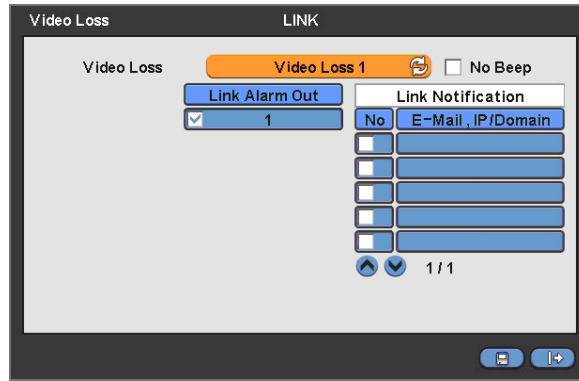 Video Loss LINK
Video Loss Video Loss 1 No Beep
Link Alarm Out Link Notification
1 No E-Mail , IP/Domain
1 / 1